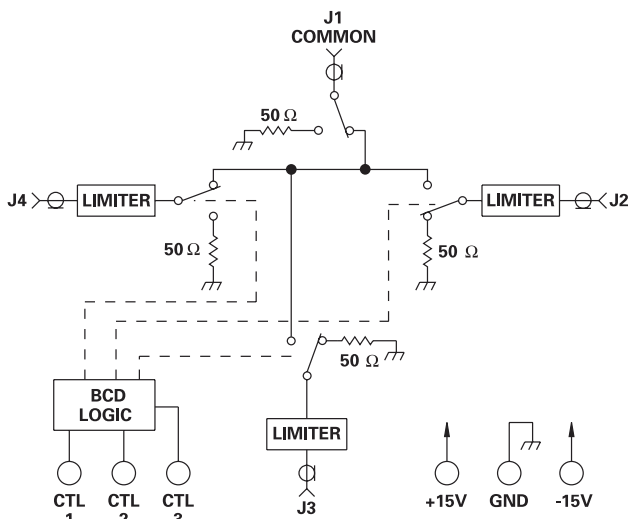 J1
COMMON
50 Ω
J4
LIMITER
LIMITER
J2
50 Ω
50 Ω
50 Ω
BCD
LOGIC
LIMITER
CTL
1
CTL
2
CTL
3
J3
+15V
GND
-15V